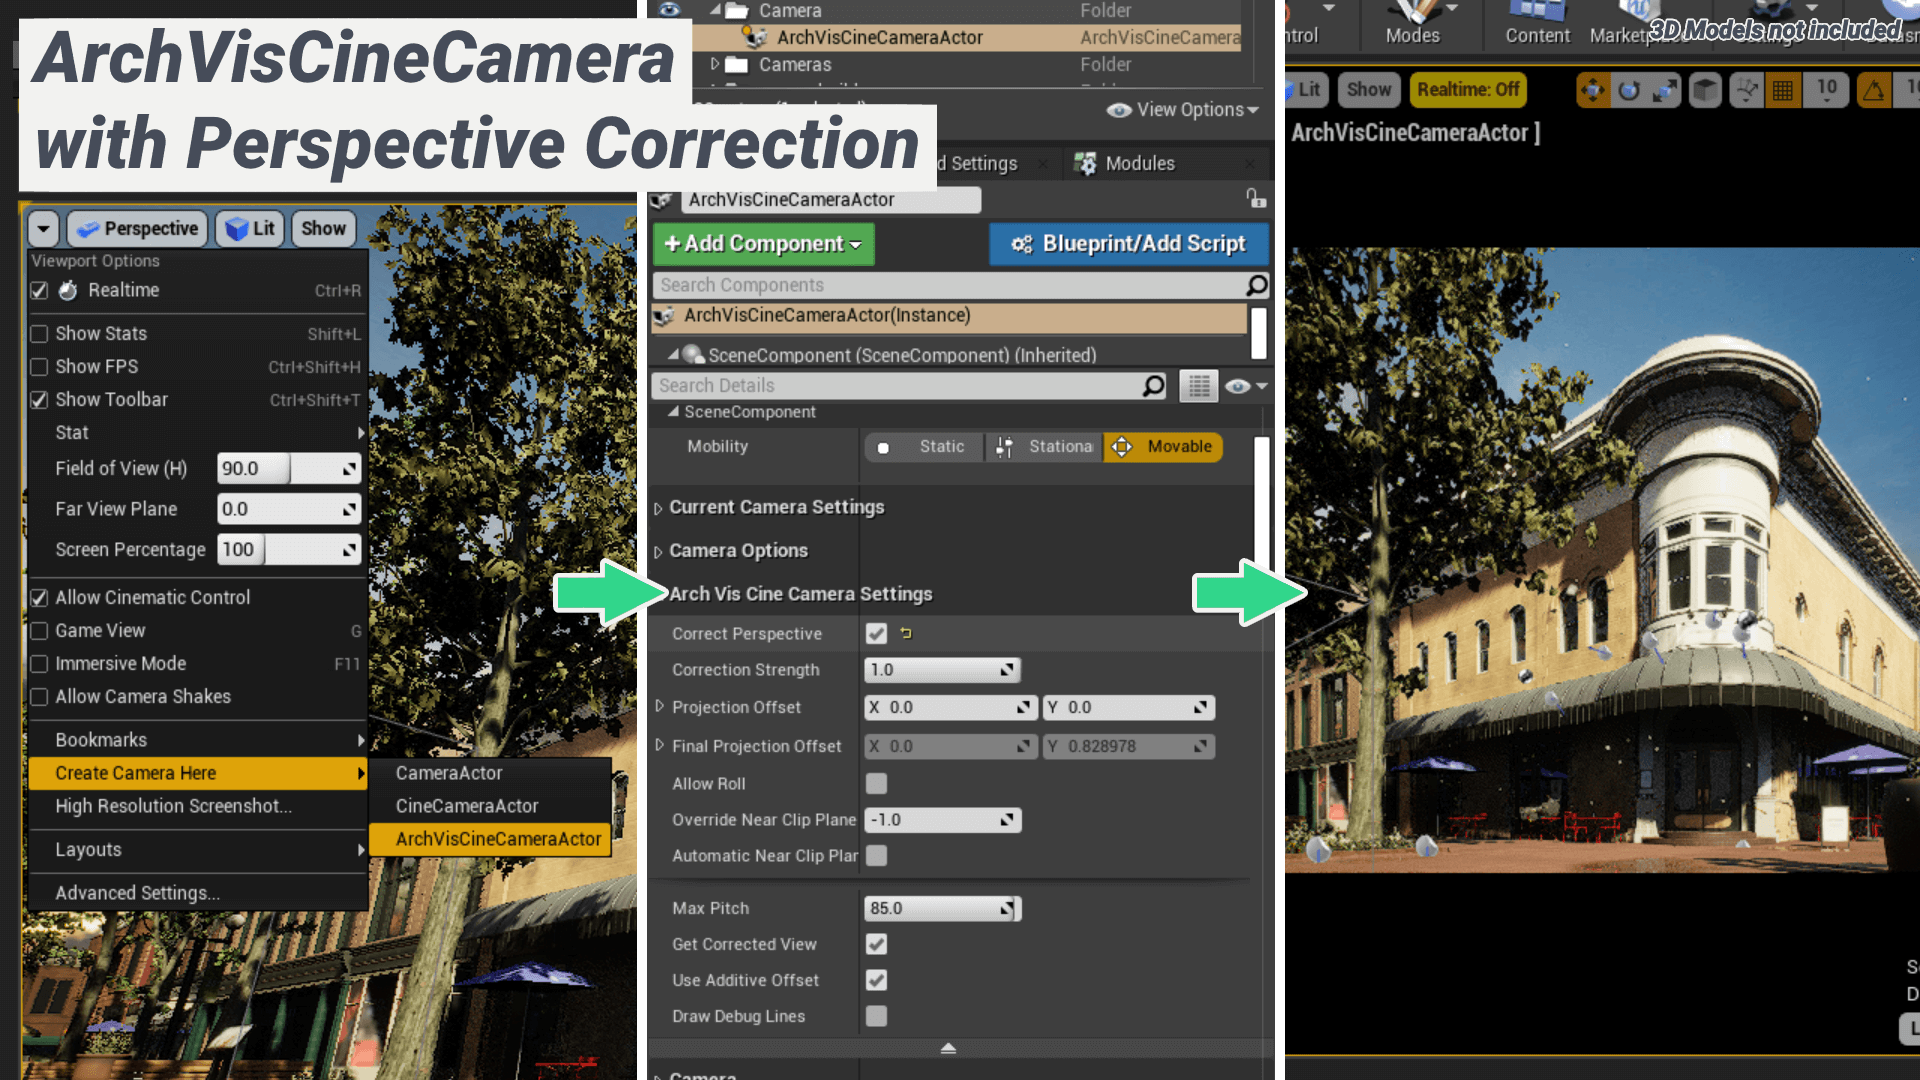 ArchVisCineCamera
with Perspective Correction
Perspective
Lit
Show
Viewport Options
Realtime Ctrl+R
Show Stats Shift+L
Show FPS Ctrl+Shift+H
Show Toolbar Ctrl+Shift+T
Stat
Field of View (H) 90.0
Far View Plane 0.0
Screen Percentage 100
Allow Cinematic Control
Game View G
Immersive Mode F11
Allow Camera Shakes
Bookmarks
Create Camera Here
High Resolution Screenshot...
Layouts
Advanced Settings...
CameraActor
CineCameraActor
ArchVisCineCameraActor
Camera Folder
ArchVisCineCameraActor ArchVisCineCamera
Cameras Folder
View Options
d Settings
Modules
ArchVisCineCameraActor
+Add Component
Blueprint/Add Script
Search Components
ArchVisCineCameraActor(Instance)
SceneComponent (SceneComponent) (Inherited)
Search Details
SceneComponent
Mobility Static Stationa Movable
Current Camera Settings
Camera Options
Arch Vis Cine Camera Settings
Correct Perspective
Correction Strength 1.0
Projection Offset X 0.0 Y 0.0
Final Projection Offset X 0.0 Y 0.828978
Allow Roll
Override Near Clip Plane -1.0
Automatic Near Clip Plar
Max Pitch 85.0
Get Corrected View
Use Additive Offset
Draw Debug Lines
Camera
3D Models not included
ntrol
Modes
Content
Lit
Show
Realtime: Off
10
ArchVisCineCameraActor ]